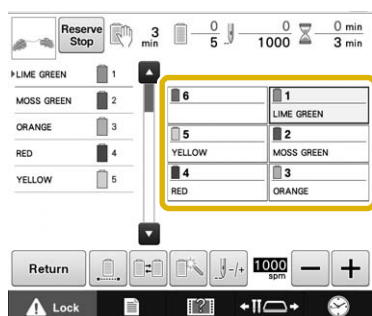 Reserve Stop
3 min
0 5
0 1000
0 min 3 min
LIME GREEN 1
MOSS GREEN 2
ORANGE 3
RED 4
YELLOW 5
6
1 LIME GREEN
5 YELLOW
2 MOSS GREEN
4 RED
3 ORANGE
Return
-/+
1000 spm
− +
Lock
?